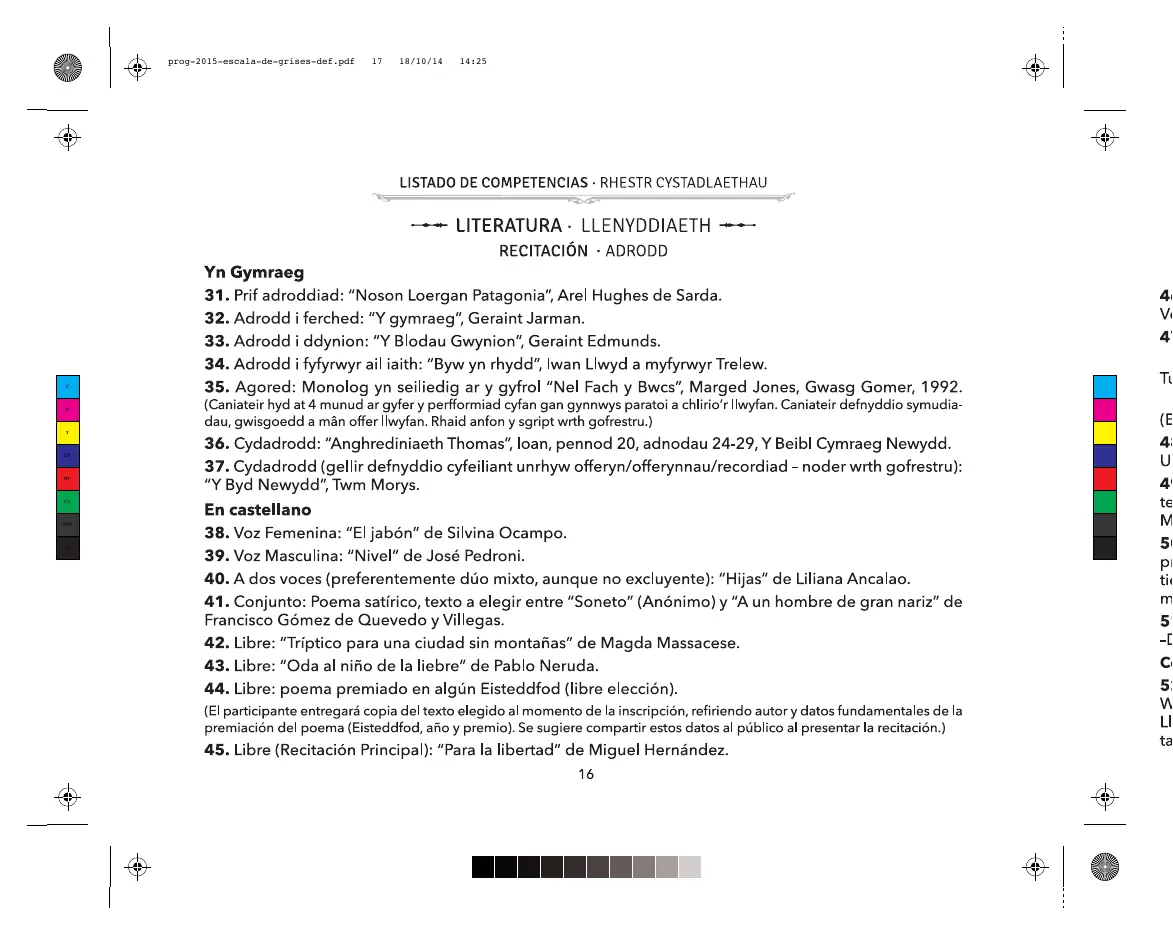 prog-2015-escala-de-grises-def.pdf 17 18/10/14 14:25
LISTADO DE COMPETENCIAS · RHESTR CYSTADLAETHAU
LITERATURA · LLENYDDIAETH
RECITACIÓN · ADRODD
Yn Gymraeg
31. Prif adroddiad: “Noson Loergan Patagonia”, Arel Hughes de Sarda.
32. Adrodd i ferched: “Y gymraeg”, Geraint Jarman.
33. Adrodd i ddynion: “Y Blodau Gwynion”, Geraint Edmunds.
34. Adrodd i fyfyrwyr ail iaith: “Byw yn rhydd”, Iwan Llwyd a myfyrwyr Trelew.
35. Agored: Monolog yn seiliedig ar y gyfrol “Nel Fach y Bwcs”, Marged Jones, Gwasg Gomer, 1992.
(Caniateir hyd at 4 munud ar gyfer y perfformiad cyfan gan gynnwys paratoi a chlirio’r llwyfan. Caniateir defnyddio symudia-
dau, gwisgoedd a mân offer llwyfan. Rhaid anfon y sgript wrth gofrestru.)
36. Cydadrodd: “Anghrediniaeth Thomas”, Ioan, pennod 20, adnodau 24-29, Y Beibl Cymraeg Newydd.
37. Cydadrodd (gellir defnyddio cyfeiliant unrhyw offeryn/offerynnau/recordiad – noder wrth gofrestru):
“Y Byd Newydd”, Twm Morys.
En castellano
38. Voz Femenina: “El jabón” de Silvina Ocampo.
39. Voz Masculina: “Nivel” de José Pedroni.
40. A dos voces (preferentemente dúo mixto, aunque no excluyente): “Hijas” de Liliana Ancalao.
41. Conjunto: Poema satírico, texto a elegir entre “Soneto” (Anónimo) y “A un hombre de gran nariz” de
Francisco Gómez de Quevedo y Villegas.
42. Libre: “Tríptico para una ciudad sin montañas” de Magda Massacese.
43. Libre: “Oda al niño de la liebre” de Pablo Neruda.
44. Libre: poema premiado en algún Eisteddfod (libre elección).
(El participante entregará copia del texto elegido al momento de la inscripción, refiriendo autor y datos fundamentales de la
premiación del poema (Eisteddfod, año y premio). Se sugiere compartir estos datos al público al presentar la recitación.)
45. Libre (Recitación Principal): “Para la libertad” de Miguel Hernández.
16